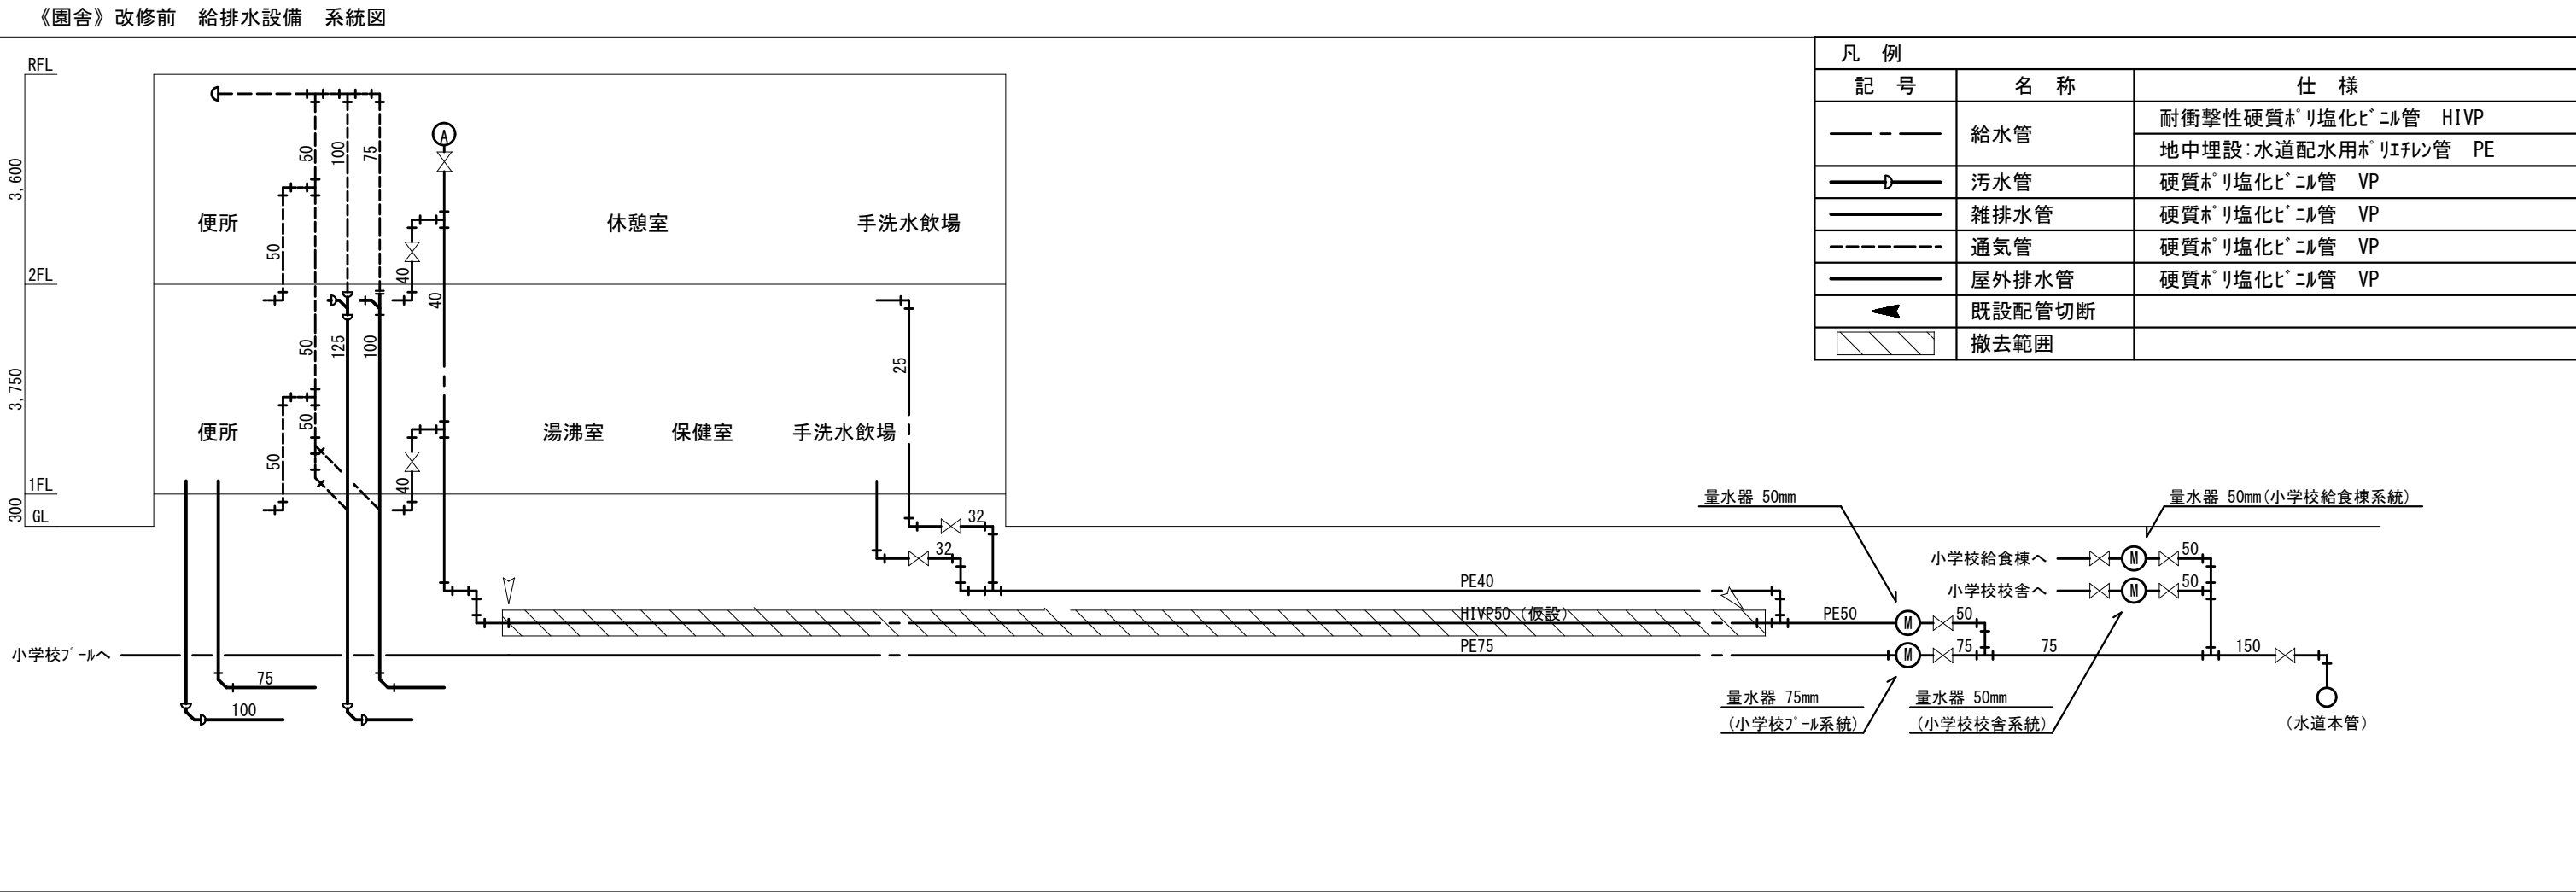 《園舎》改修前　給排水設備　系統図
凡　例
記　号　名　称　仕　様
給水管　耐衝撃性硬質ﾎﾟﾘ塩化ﾋﾞﾆﾙ管　HIVP
地中埋設:水道配水用ﾎﾟﾘｴﾁﾚﾝ管　PE
汚水管　硬質ﾎﾟﾘ塩化ﾋﾞﾆﾙ管　VP
雑排水管　硬質ﾎﾟﾘ塩化ﾋﾞﾆﾙ管　VP
通気管　硬質ﾎﾟﾘ塩化ﾋﾞﾆﾙ管　VP
屋外排水管　硬質ﾎﾟﾘ塩化ﾋﾞﾆﾙ管　VP
既設配管切断
撤去範囲
RFL
3,600
2FL
3,750
1FL
300
GL
A
50
100
75
便所
休憩室
手洗水飲場
50
40
40
50
125
100
25
50
便所
湯沸室
保健室
手洗水飲場
50
40
32
32
PE40
HIVP50 (仮設)
PE75
小学校ﾌﾟｰﾙへ
75
100
量水器 50mm
量水器 50mm(小学校給食棟系統)
小学校給食棟へ
M
50
小学校校舎へ
M
50
PE50
M
50
M
75
75
150
量水器 75mm
(小学校ﾌﾟｰﾙ系統)
量水器 50mm
(小学校校舎系統)
(水道本管)